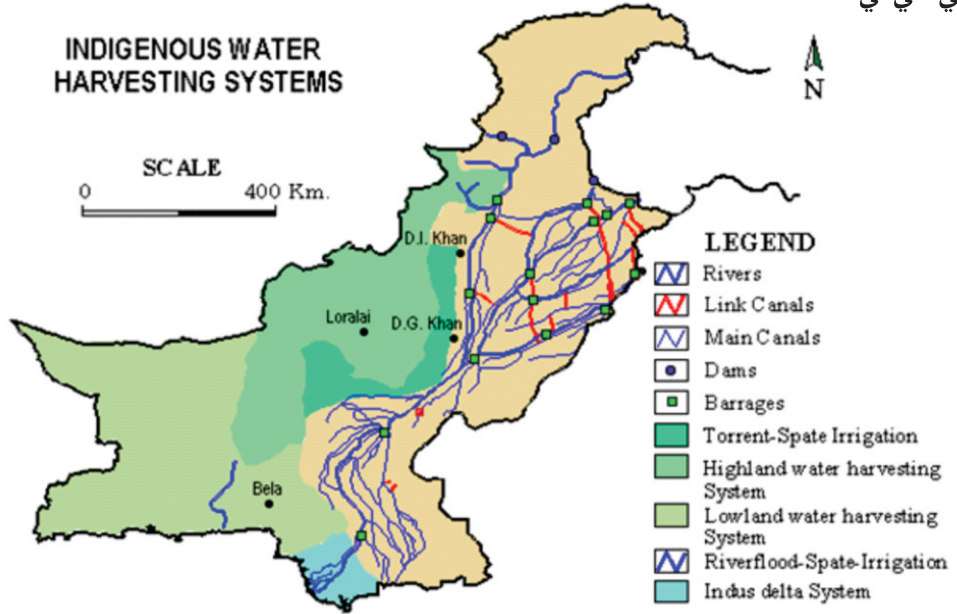 INDIGENOUS WATER
HARVESTING SYSTEMS
SCALE
0 400 Km.
N
D.I. Khan
Loralai
D.G. Khan
Bela
LEGEND
Rivers
Link Canals
Main Canals
Dams
Barrages
Torrent-Spate Irrigation
Highland water harvesting
System
Lowland water harvesting
System
Riverflood-Spate-Irrigation
Indus delta System